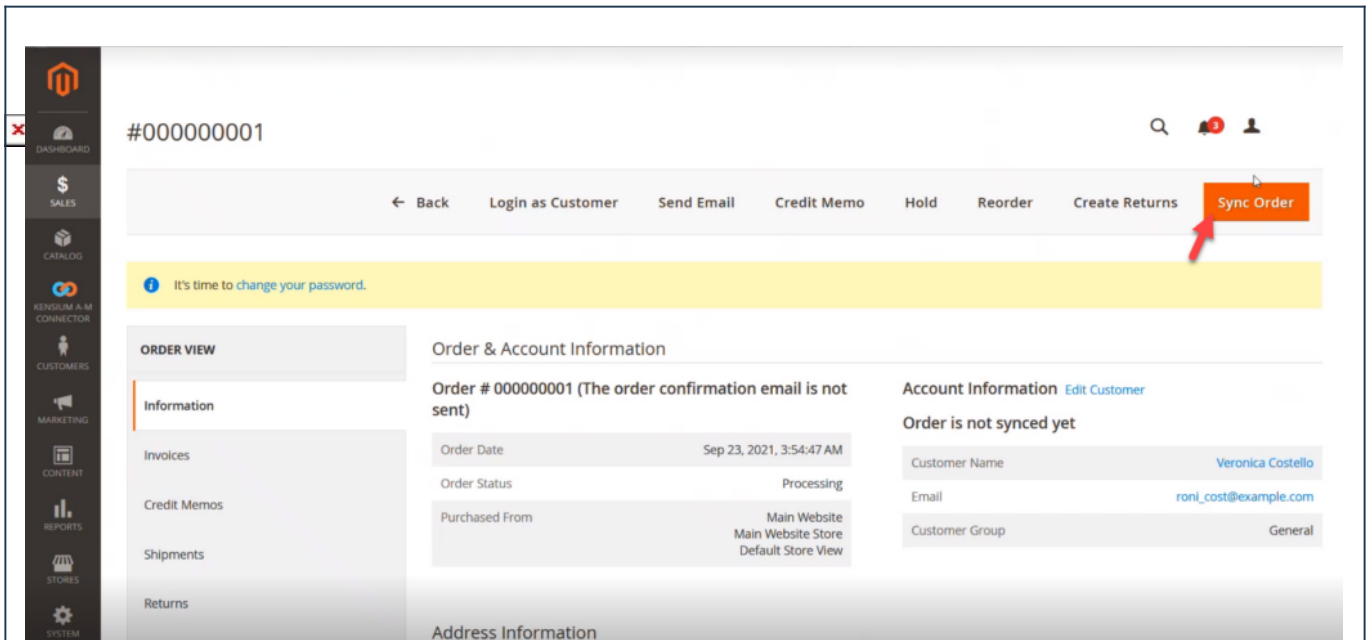 #000000001
3
DASHBOARD
SALES
CATALOG
KENSIUM A-M
CONNECTOR
CUSTOMERS
MARKETING
CONTENT
REPORTS
STORES
SYSTEM
← Back Login as Customer Send Email Credit Memo Hold Reorder Create Returns Sync Order
It's time to change your password.
ORDER VIEW
Information
Invoices
Credit Memos
Shipments
Returns
Order & Account Information
Order # 000000001 (The order confirmation email is not
sent)
Order Date Sep 23, 2021, 3:54:47 AM
Order Status Processing
Purchased From Main Website
Main Website Store
Default Store View
Account Information Edit Customer
Order is not synced yet
Customer Name Veronica Costello
Email roni_cost@example.com
Customer Group General
Address Information